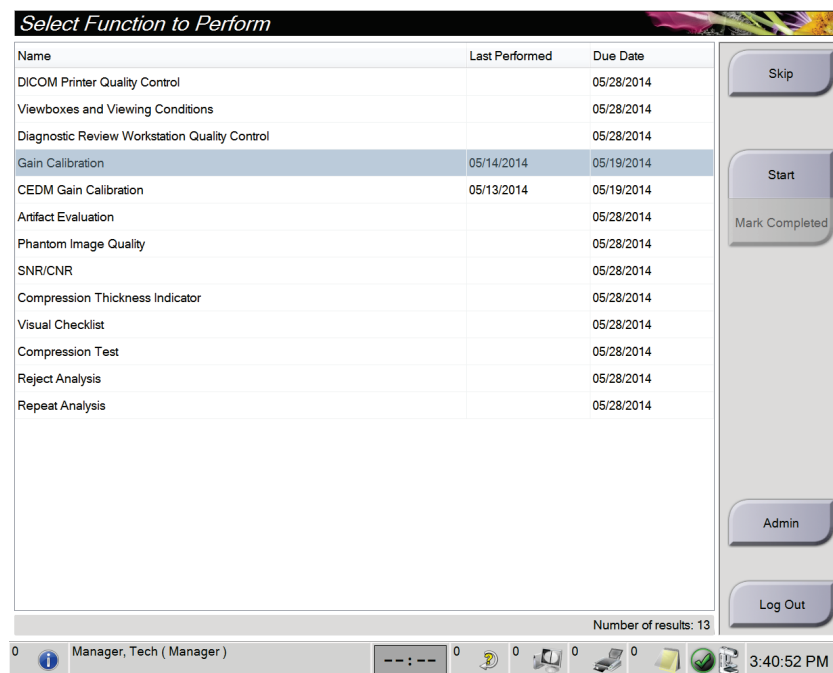 Select Function to Perform
Name Last Performed Due Date
DICOM Printer Quality Control 05/28/2014
Viewboxes and Viewing Conditions 05/28/2014
Diagnostic Review Workstation Quality Control 05/28/2014
Gain Calibration 05/14/2014 05/19/2014
CEDM Gain Calibration 05/13/2014 05/19/2014
Artifact Evaluation 05/28/2014
Phantom Image Quality 05/28/2014
SNR/CNR 05/28/2014
Compression Thickness Indicator 05/28/2014
Visual Checklist 05/28/2014
Compression Test 05/28/2014
Reject Analysis 05/28/2014
Repeat Analysis 05/28/2014
Number of results: 13
Skip
Start
Mark Completed
Admin
Log Out
0 Manager, Tech ( Manager ) --:-- 0 0 0 0 3:40:52 PM